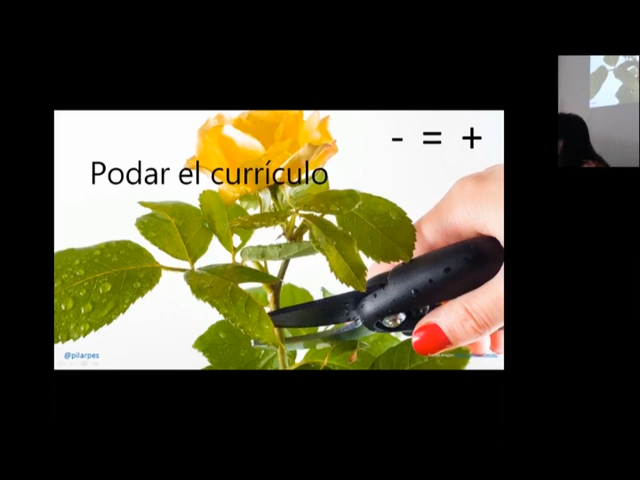 - = +
Podar el currículo
@pilarpes